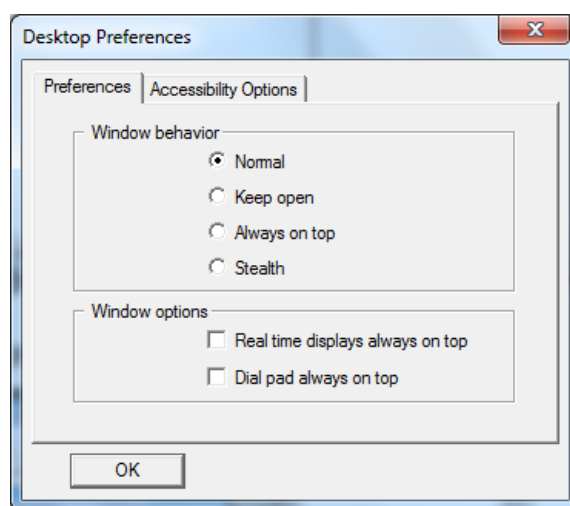 Desktop Preferences
Preferences Accessibility Options
Window behavior
Normal
Keep open
Always on top
Stealth
Window options
Real time displays always on top
Dial pad always on top
OK